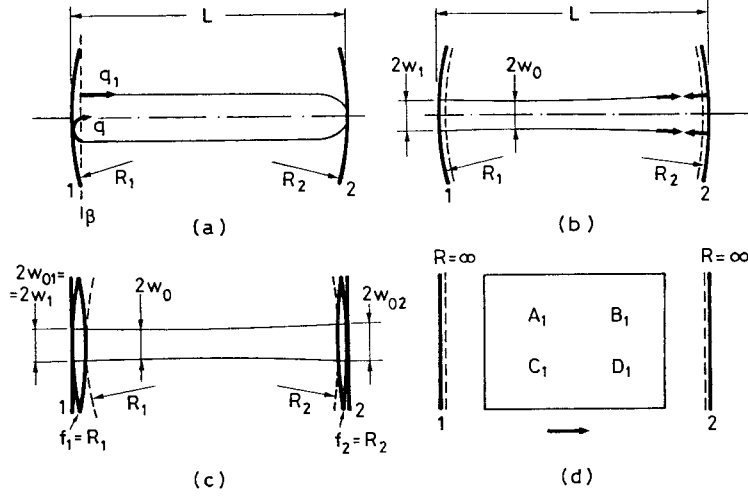 L
q₁
q
R₁
R₂
1
2
β
(a)
L
2w₁
2w₀
R₁
R₂
1
2
(b)
2w₀₁=
=2w₁
2w₀
2w₀₂
R₁
R₂
1
2
f₁=R₁
f₂=R₂
(c)
R=∞
R=∞
A₁ B₁
C₁ D₁
1
2
(d)